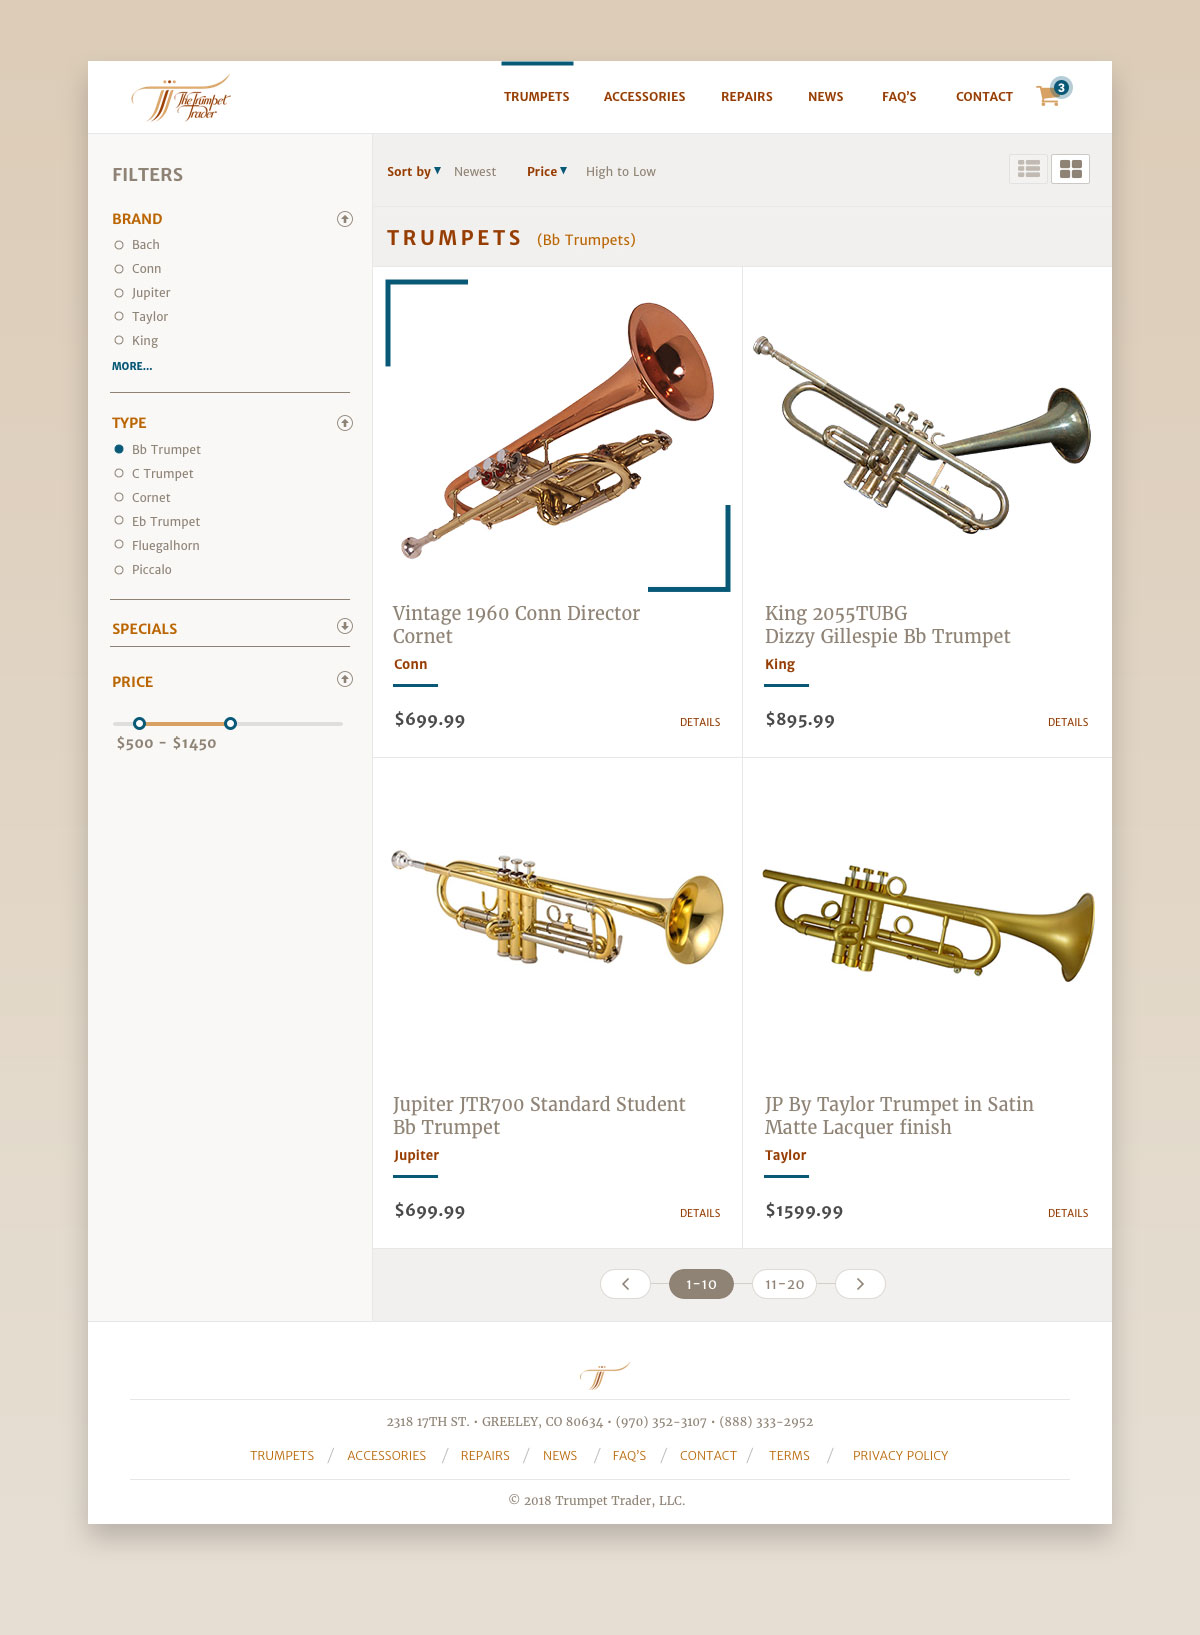 The Trumpet
Trader
TRUMPETS ACCESSORIES REPAIRS NEWS FAQ'S CONTACT 3
FILTERS
BRAND
Bach
Conn
Jupiter
Taylor
King
MORE...
TYPE
Bb Trumpet
C Trumpet
Cornet
Eb Trumpet
Fluegalhorn
Piccalo
SPECIALS
PRICE
$500 - $1450
Sort by ▼ Newest Price ▼ High to Low
TRUMPETS (Bb Trumpets)
Vintage 1960 Conn Director
Cornet
Conn
$699.99 DETAILS
King 2055TUBG
Dizzy Gillespie Bb Trumpet
King
$895.99 DETAILS
Jupiter JTR700 Standard Student
Bb Trumpet
Jupiter
$699.99 DETAILS
JP By Taylor Trumpet in Satin
Matte Lacquer finish
Taylor
$1599.99 DETAILS
1-10 11-20
2318 17TH ST. • GREELEY, CO 80634 • (970) 352-3107 • (888) 333-2952
TRUMPETS / ACCESSORIES / REPAIRS / NEWS / FAQ'S / CONTACT / TERMS / PRIVACY POLICY
© 2018 Trumpet Trader, LLC.